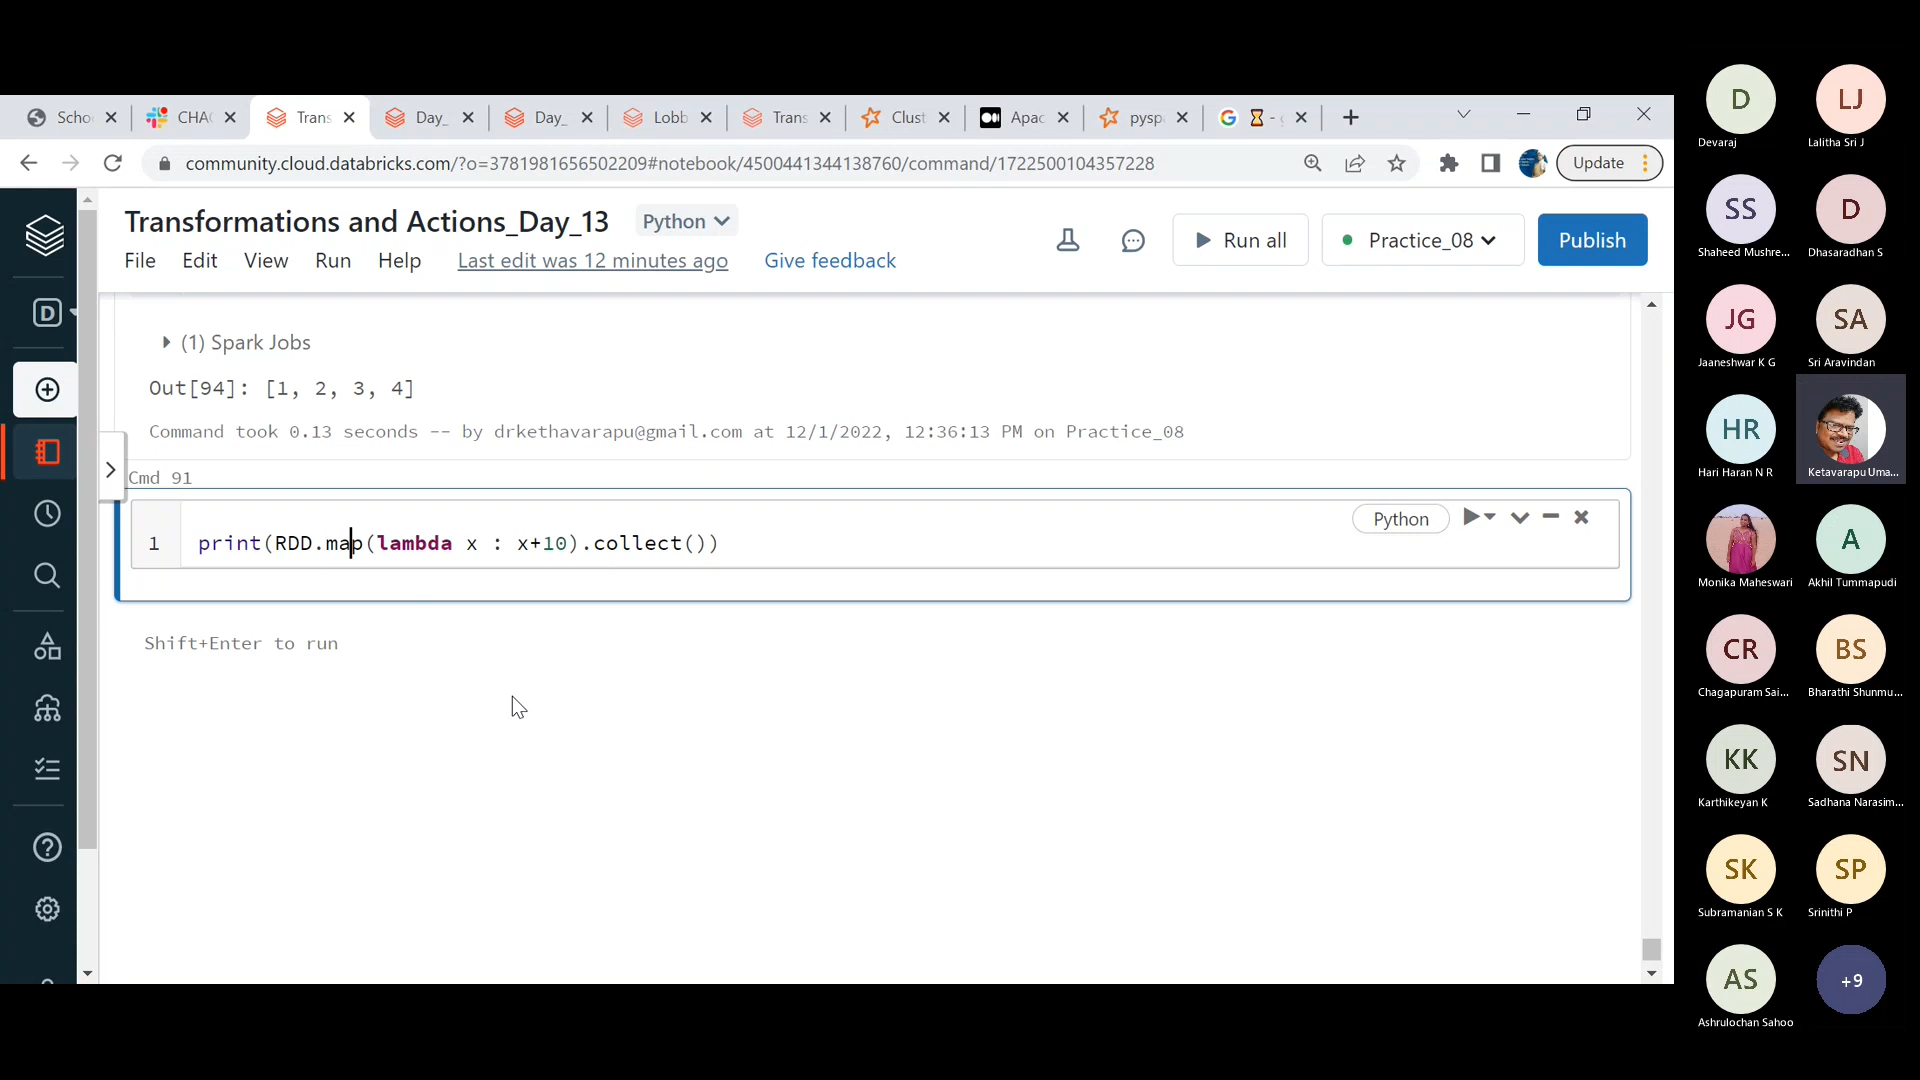 Scho
CHAC
Trans
Day_
Day_
Lobb
Trans
Clust
Apac
pysp
community.cloud.databricks.com/?o=3781981656502209#notebook/4500441344138760/command/1722500104357228
Update
Transformations and Actions_Day_13
Python
File Edit View Run Help Last edit was 12 minutes ago Give feedback
Run all
Practice_08
Publish
D
(1) Spark Jobs
Out[94]: [1, 2, 3, 4]
Command took 0.13 seconds -- by drkethavarapu@gmail.com at 12/1/2022, 12:36:13 PM on Practice_08
Cmd 91
Python
1 print(RDD.map(lambda x : x+10).collect())
Shift+Enter to run
D
Devaraj
LJ
Lalitha Sri J
SS
Shaheed Mushre...
D
Dhasaradhan S
JG
Jaaneshwar K G
SA
Sri Aravindan
HR
Hari Haran N R
Ketavarapu Uma...
Monika Maheswari
A
Akhil Tummapudi
CR
Chagapuram Sai...
BS
Bharathi Shunmu...
KK
Karthikeyan K
SN
Sadhana Narasim...
SK
Subramanian S K
SP
Srinithi P
AS
Ashrulochan Sahoo
+9